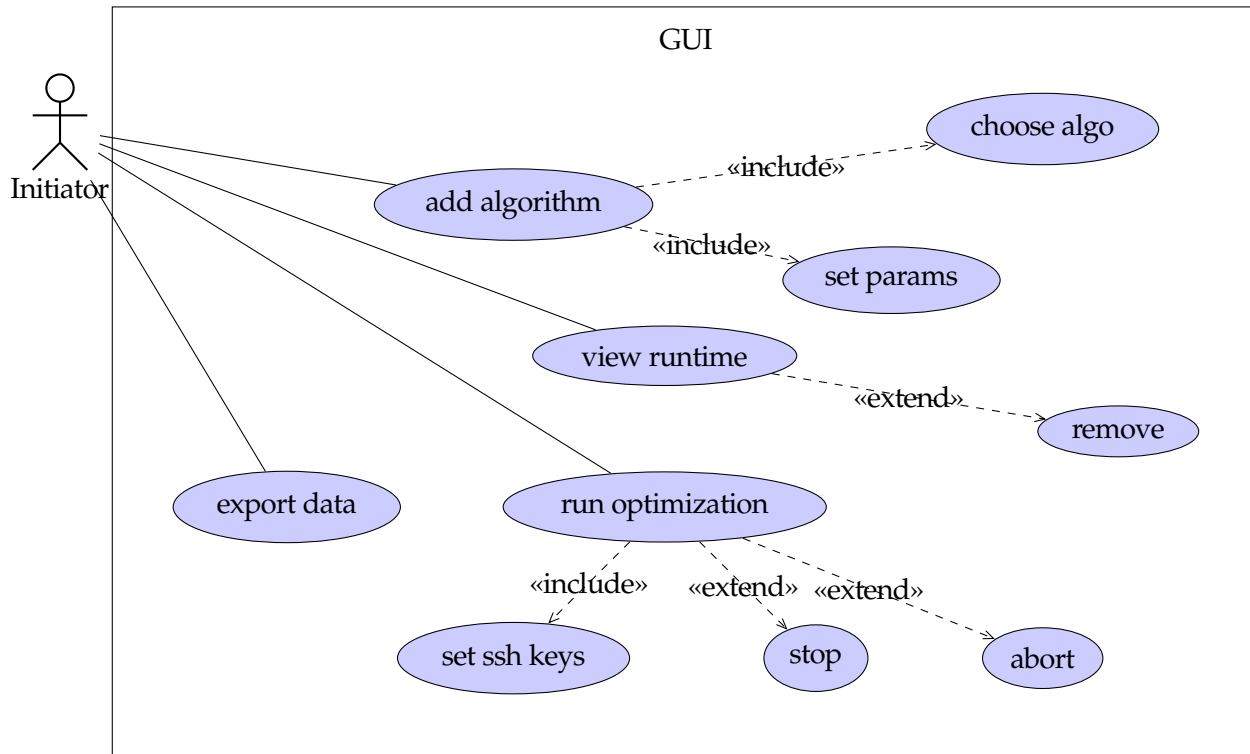 GUI
choose algo
«include»
Initiator
add algorithm
«include»
set params
view runtime
«extend»
remove
export data
run optimization
«include»
«extend»
«extend»
set ssh keys
stop
abort